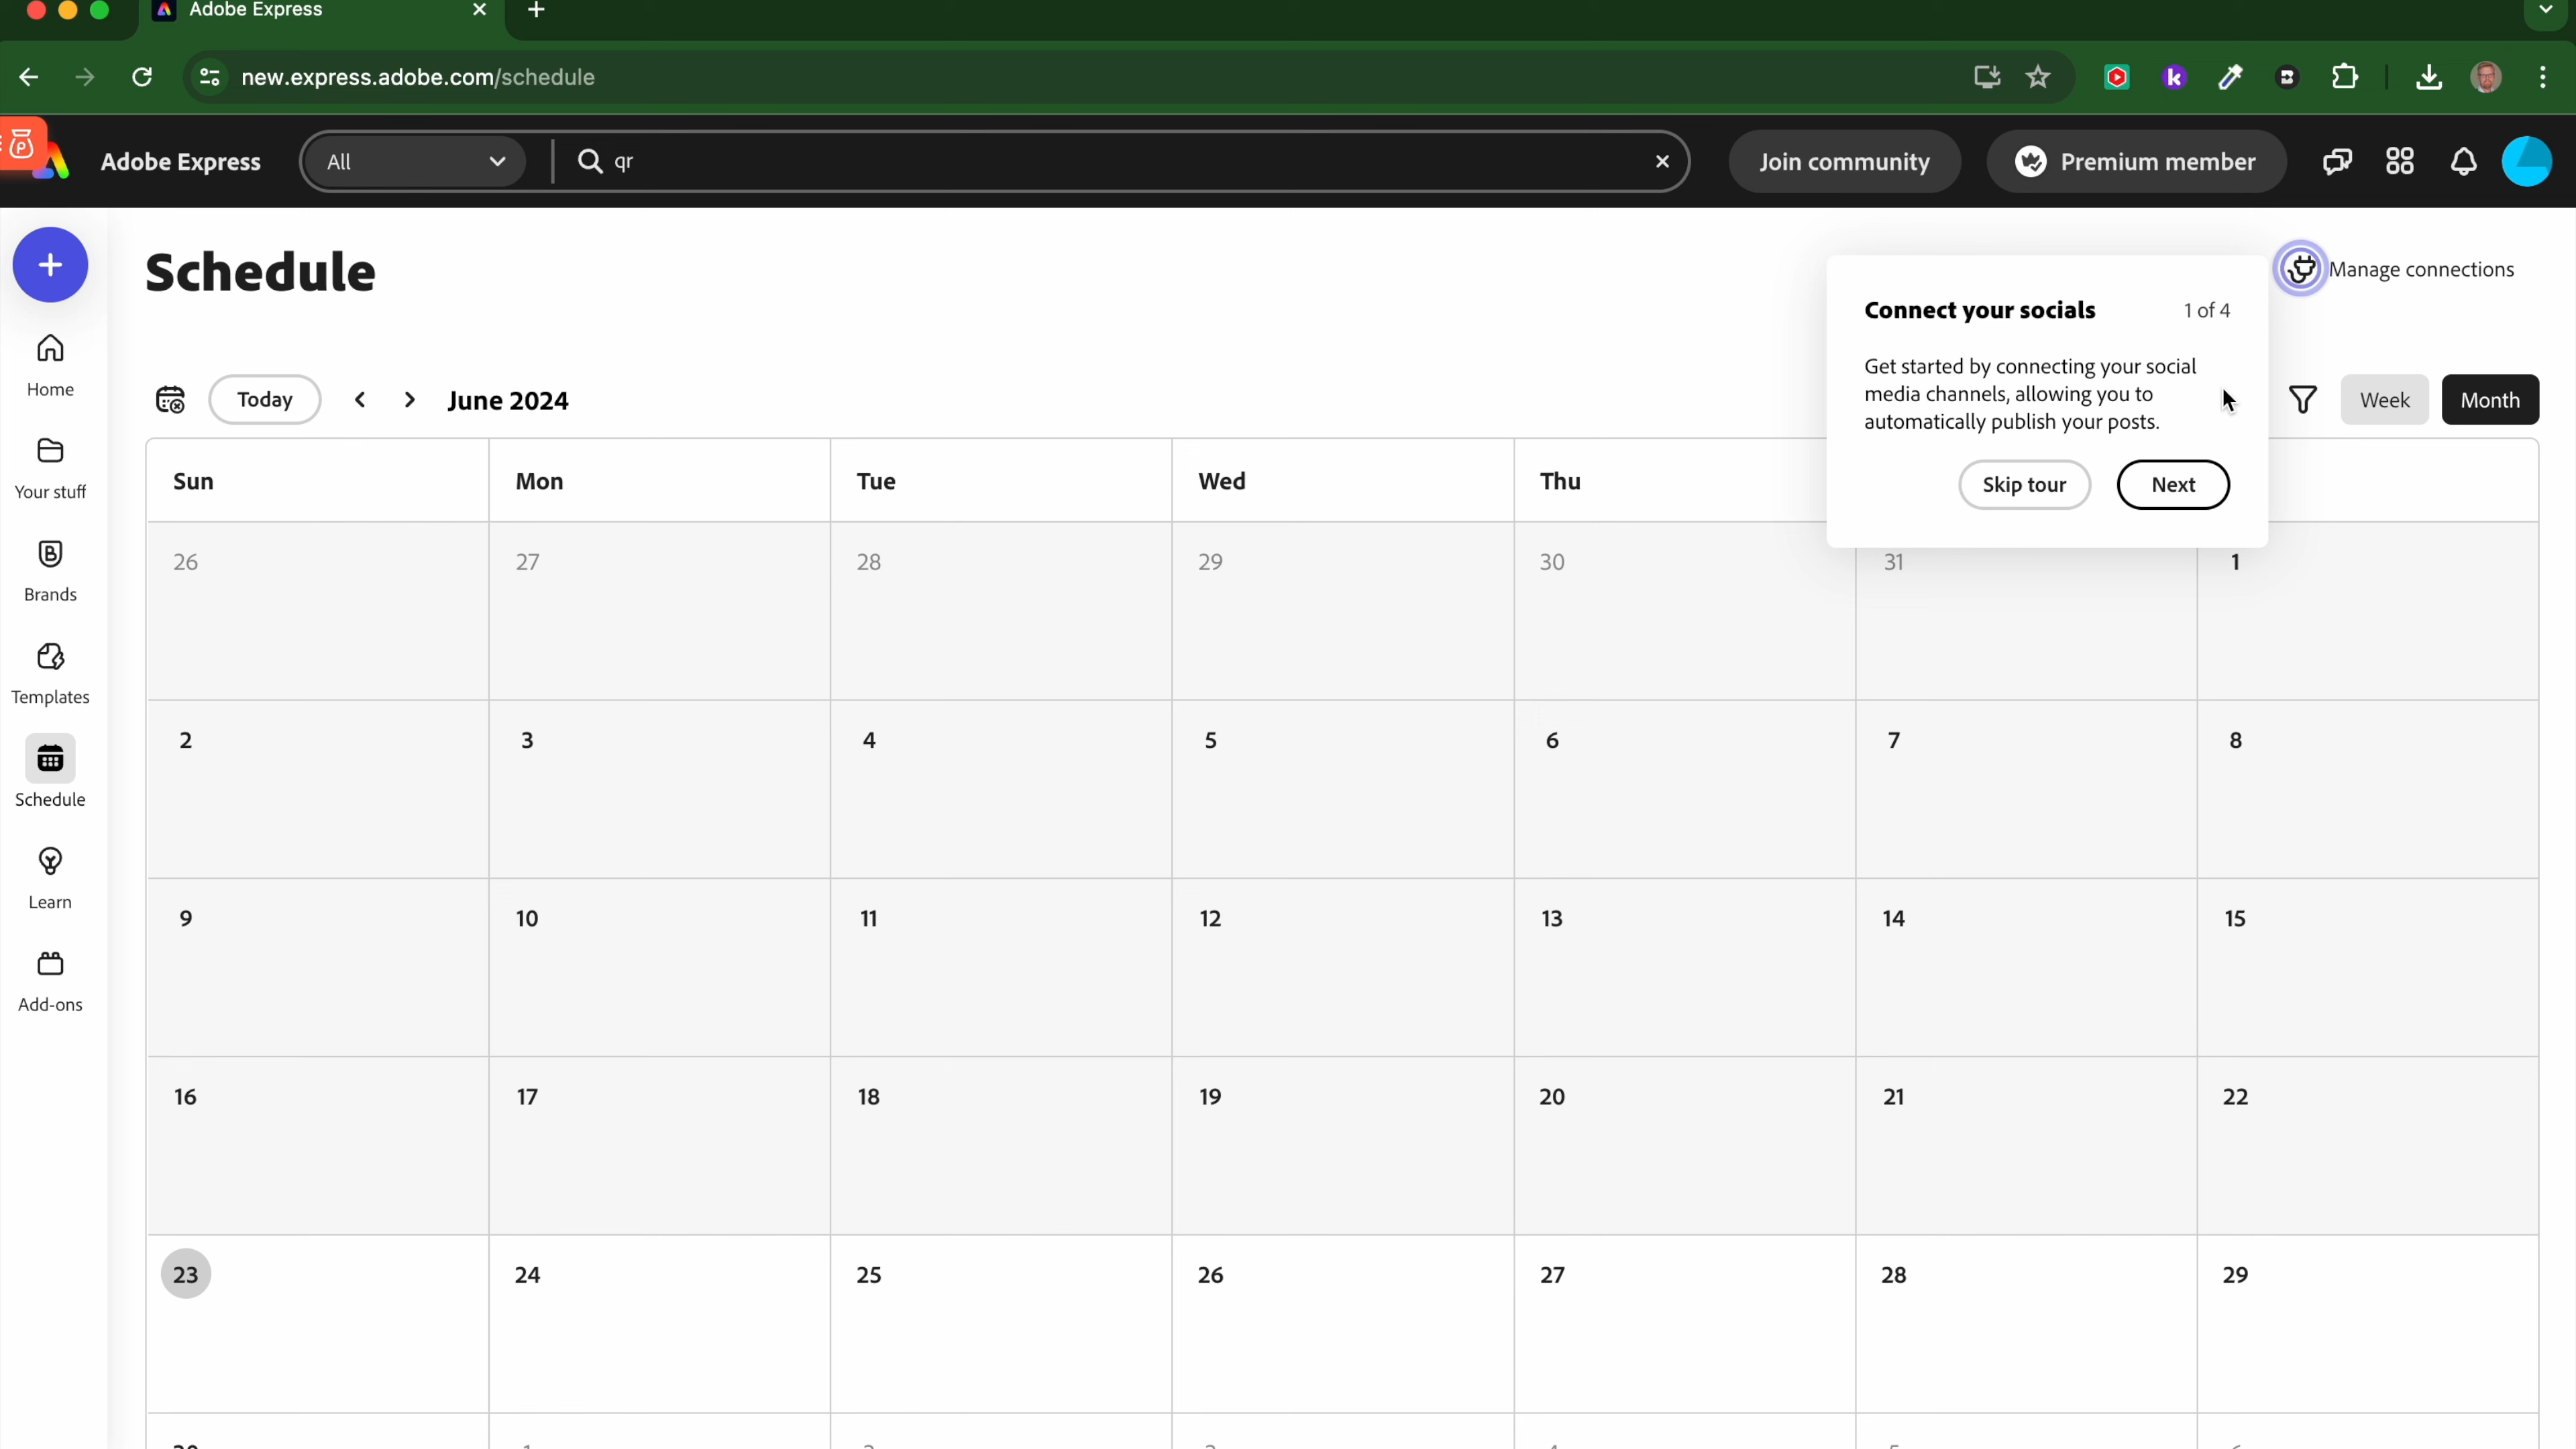 Adobe Express
new.express.adobe.com/schedule
Adobe Express
All
qr
Join community
Premium member
Schedule
Manage connections
Connect your socials
1 of 4
Get started by connecting your social
media channels, allowing you to
automatically publish your posts.
Skip tour
Next
Today
June 2024
Week
Month
Home
Your stuff
Brands
Templates
Schedule
Learn
Add-ons
Sun Mon Tue Wed Thu
26 27 28 29 30 31 1
2 3 4 5 6 7 8
9 10 11 12 13 14 15
16 17 18 19 20 21 22
23 24 25 26 27 28 29